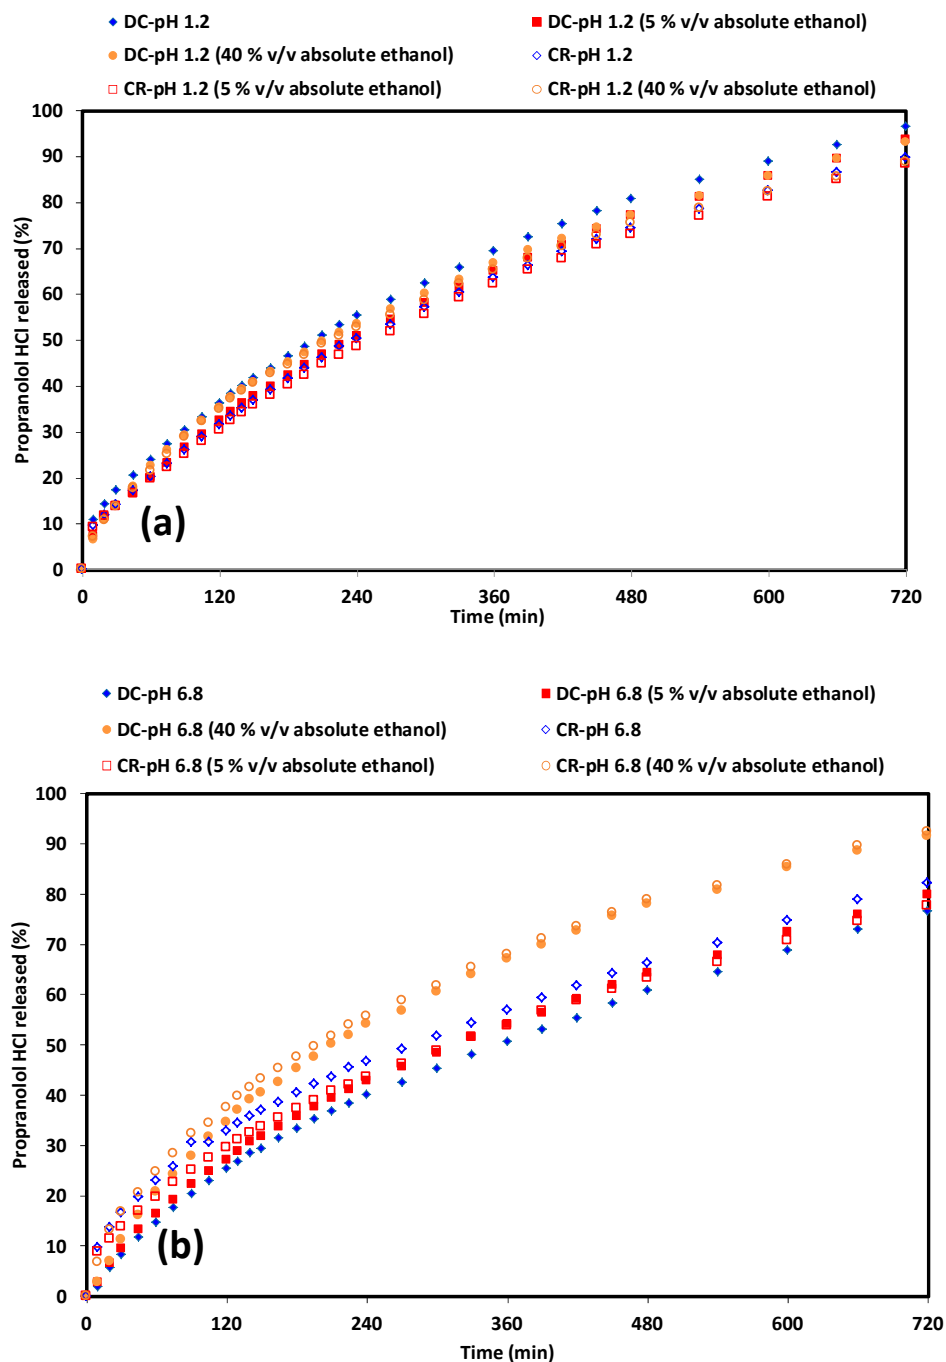 DC-pH 1.2 DC-pH 1.2 (5 % v/v absolute ethanol)
DC-pH 1.2 (40 % v/v absolute ethanol) CR-pH 1.2
CR-pH 1.2 (5 % v/v absolute ethanol) CR-pH 1.2 (40 % v/v absolute ethanol)
100
90
80
70
60
50
40
30
20
10
0
Propranolol HCl released (%)
(a)
0 120 240 360 480 600 720
Time (min)
DC-pH 6.8 DC-pH 6.8 (5 % v/v absolute ethanol)
DC-pH 6.8 (40 % v/v absolute ethanol) CR-pH 6.8
CR-pH 6.8 (5 % v/v absolute ethanol) CR-pH 6.8 (40 % v/v absolute ethanol)
100
90
80
70
60
50
40
30
20
10
0
Propranolol HCl released (%)
(b)
0 120 240 360 480 600 720
Time (min)